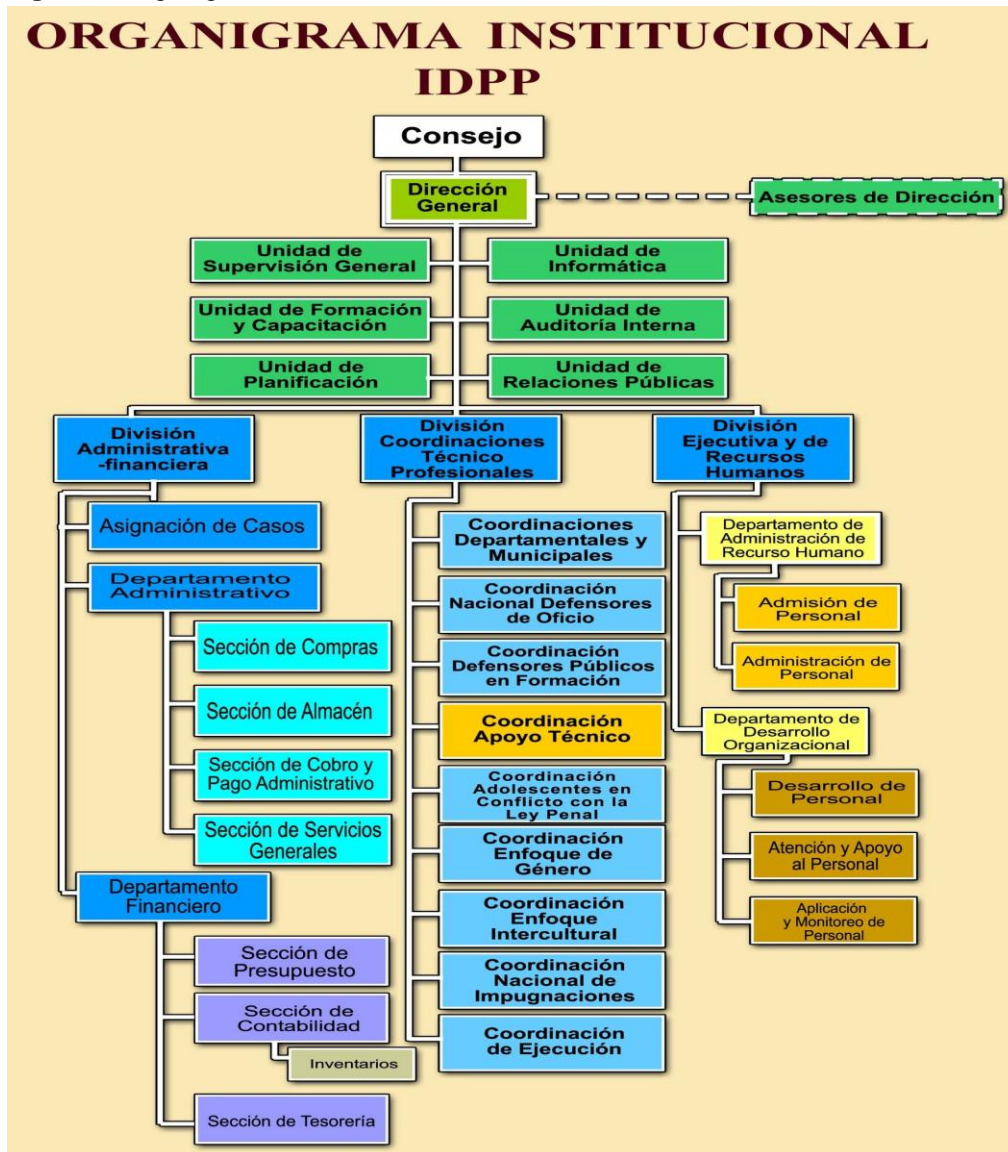 ORGANIGRAMA INSTITUCIONAL
IDPP
Consejo
Dirección
General
Asesores de Dirección
Unidad de
Supervisión General
Unidad de
Informática
Unidad de Formación
y Capacitación
Unidad de
Auditoría Interna
Unidad de
Planificación
Unidad de
Relaciones Públicas
División
Administrativa
-financiera
Asignación de Casos
Departamento
Administrativo
Sección de Compras
Sección de Almacén
Sección de Cobro y
Pago Administrativo
Sección de Servicios
Generales
Departamento
Financiero
Sección de
Presupuesto
Sección de
Contabilidad
Inventarios
Sección de Tesorería
División
Coordinaciones
Técnico
Profesionales
Coordinaciones
Departamentales y
Municipales
Coordinación
Nacional Defensores
de Oficio
Coordinación
Defensores Públicos
en Formación
Coordinación
Apoyo Técnico
Coordinación
Adolescentes en
Conflicto con la
Ley Penal
Coordinación
Enfoque de
Género
Coordinación
Enfoque
Intercultural
Coordinación
Nacional de
Impugnaciones
Coordinación
de Ejecución
División
Ejecutiva y de
Recursos
Humanos
Departamento de
Administración de
Recurso Humano
Admisión de
Personal
Administración de
Personal
Departamento de
Desarrollo
Organizacional
Desarrollo de
Personal
Atención y Apoyo
al Personal
Aplicación
y Monitoreo de
Personal